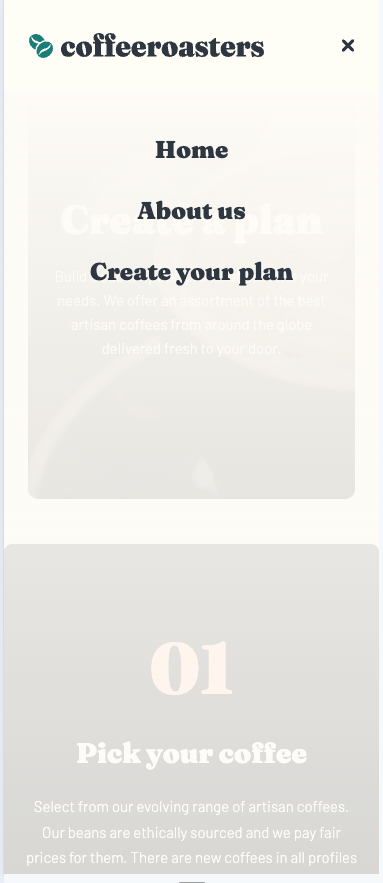 coffeeroasters
Home
Create a plan
About us
Build
your
Create your plan
needs. We offer an assortment of the best
artisan coffees from around the globe
delivered fresh to your door.
01
Pick your coffee
Select from our evolving range of artisan coffees.
Our beans are ethically sourced and we pay fair
prices for them. There are new coffees in all profiles